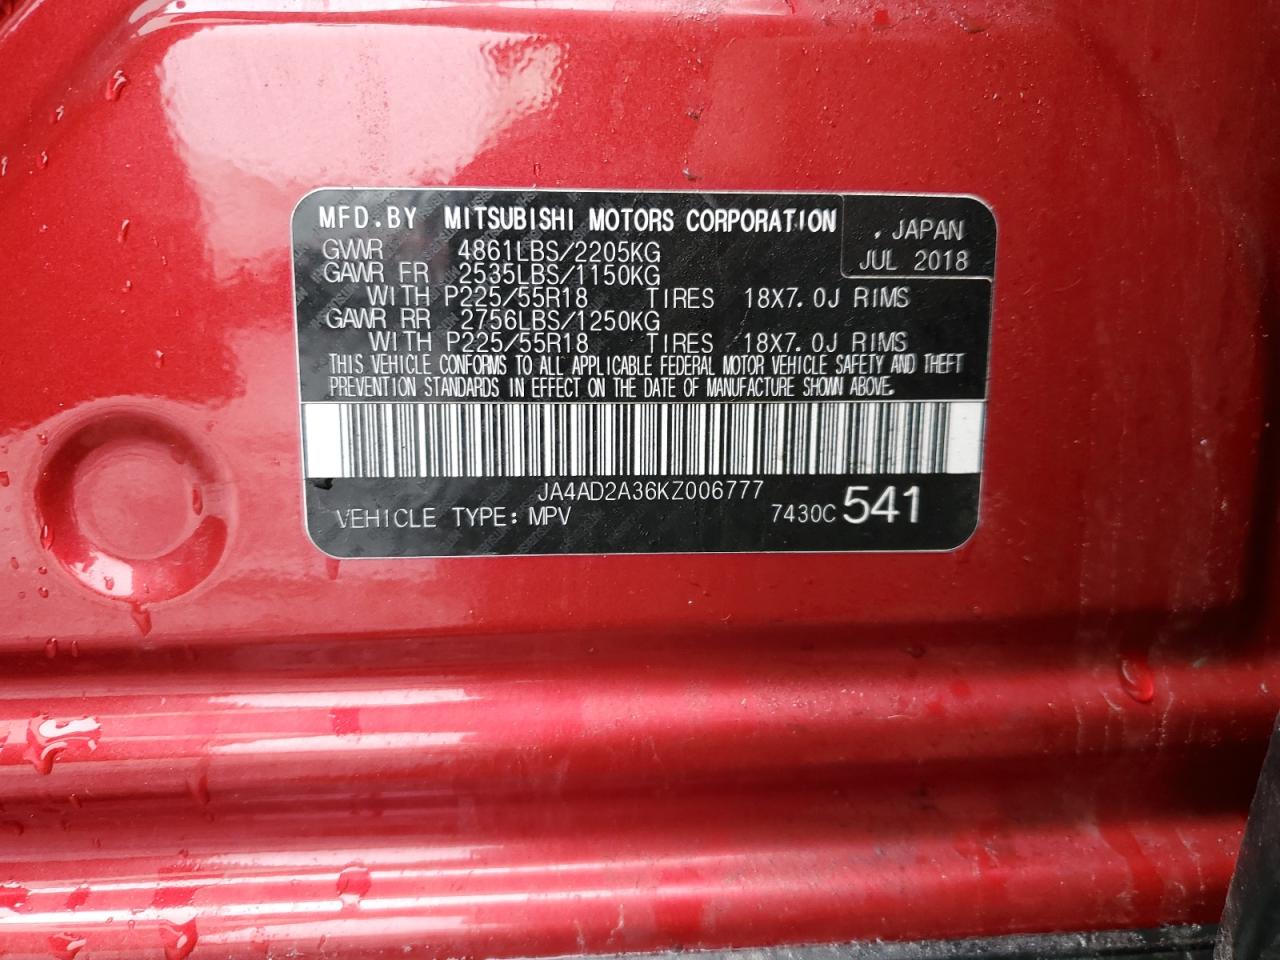 MFD.BY MITSUBISHI MOTORS CORPORATION
. JAPAN
JUL 2018
GVWR 4861LBS/2205KG
GAWR FR 2535LBS/1150KG
WITH P225/55R18 TIRES 18X7.0J RIMS
GAWR RR 2756LBS/1250KG
WITH P225/55R18 TIRES 18X7.0J RIMS
THIS VEHICLE CONFORMS TO ALL APPLICABLE FEDERAL MOTOR VEHICLE SAFETY AND THEFT
PREVENTION STANDARDS IN EFFECT ON THE DATE OF MANUFACTURE SHOWN ABOVE.
JA4AD2A36KZ006777
VEHICLE TYPE: MPV 7430C 541